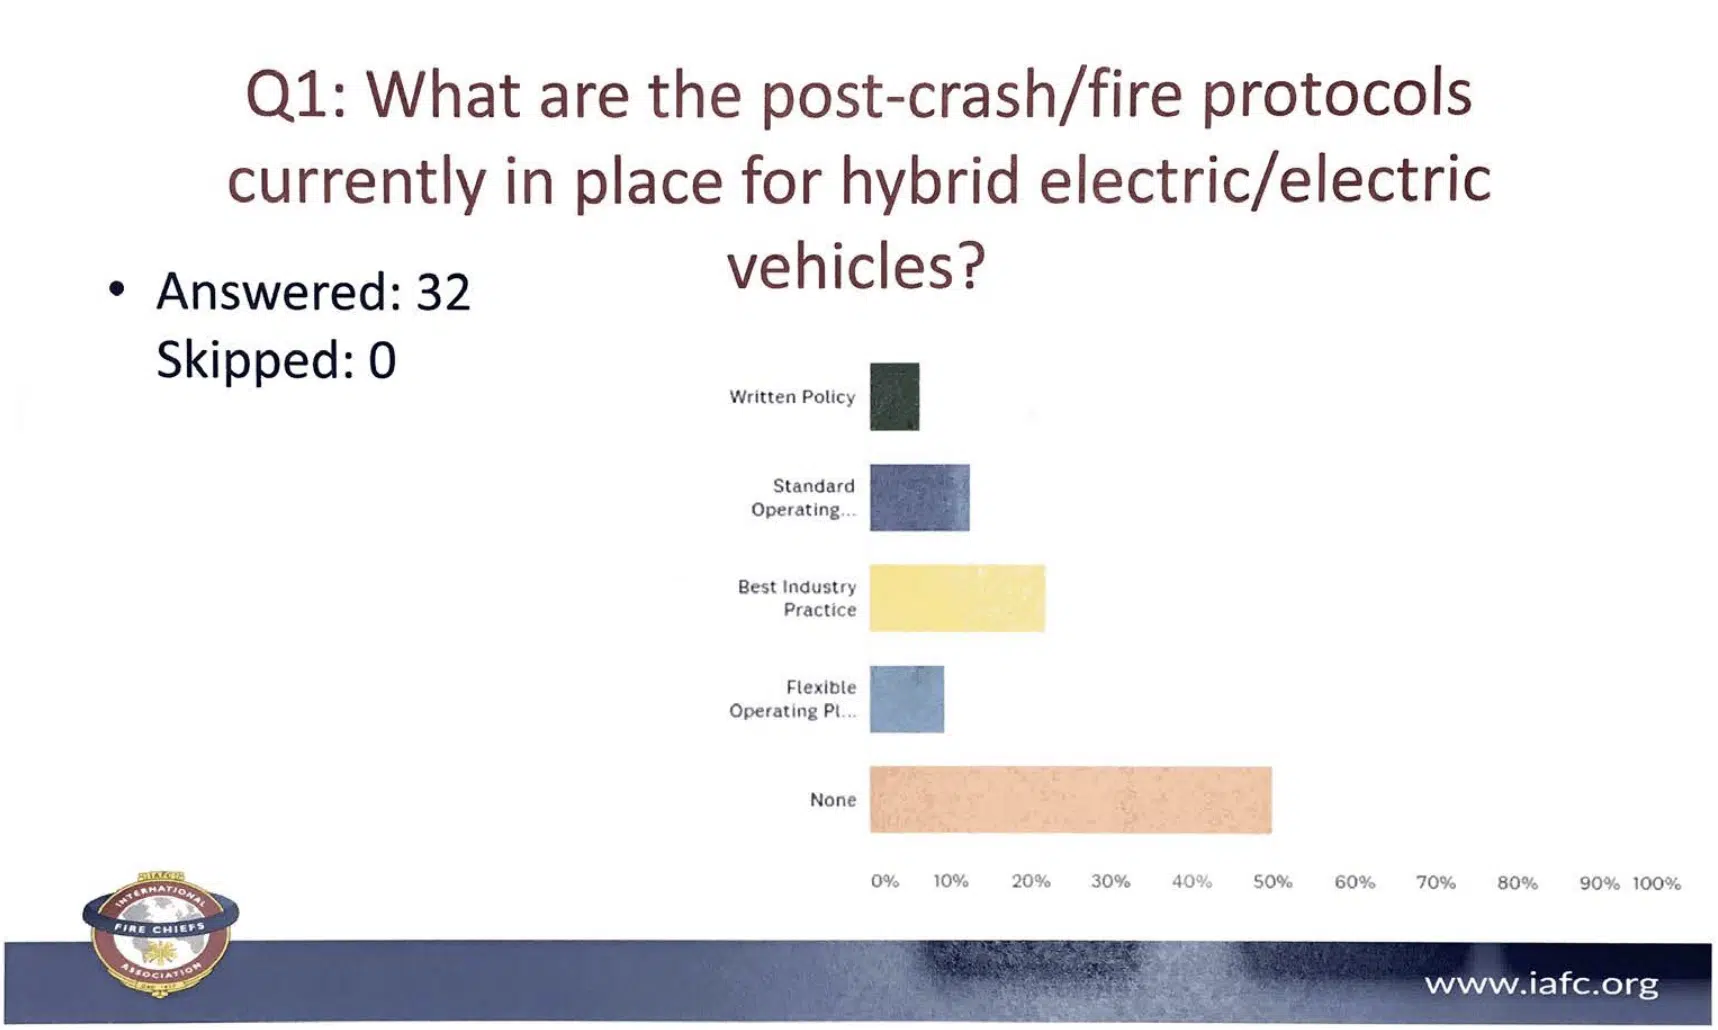 Q1: What are the post-crash/fire protocols
currently in place for hybrid electric/electric
vehicles?
• Answered: 32
Skipped: 0
Written Policy
Standard
Operating...
Best Industry
Practice
Flexible
Operating Pl...
None
0% 10% 20% 30% 40% 50% 60% 70% 80% 90% 100%
IAFC
INTERNATIONAL
FIRE CHIEFS
ASSOCIATION
www.iafc.org